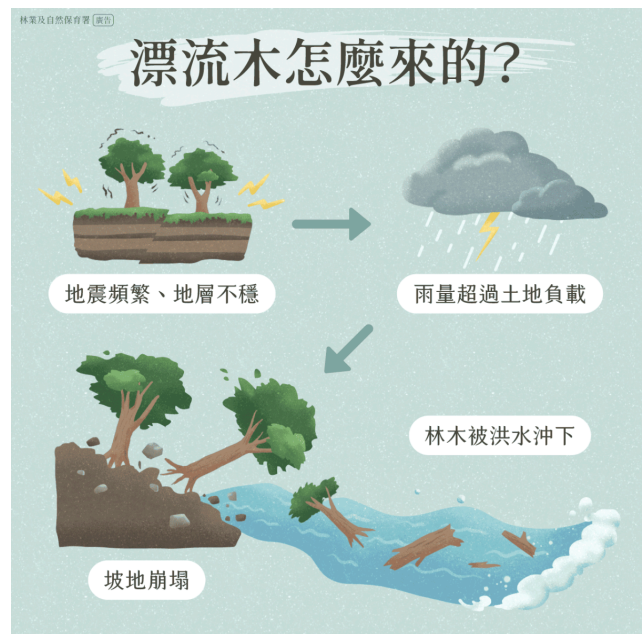 林業及自然保育署 廣告
漂流木怎麼來的?
地震頻繁、地層不穩
雨量超過土地負載
林木被洪水沖下
坡地崩塌